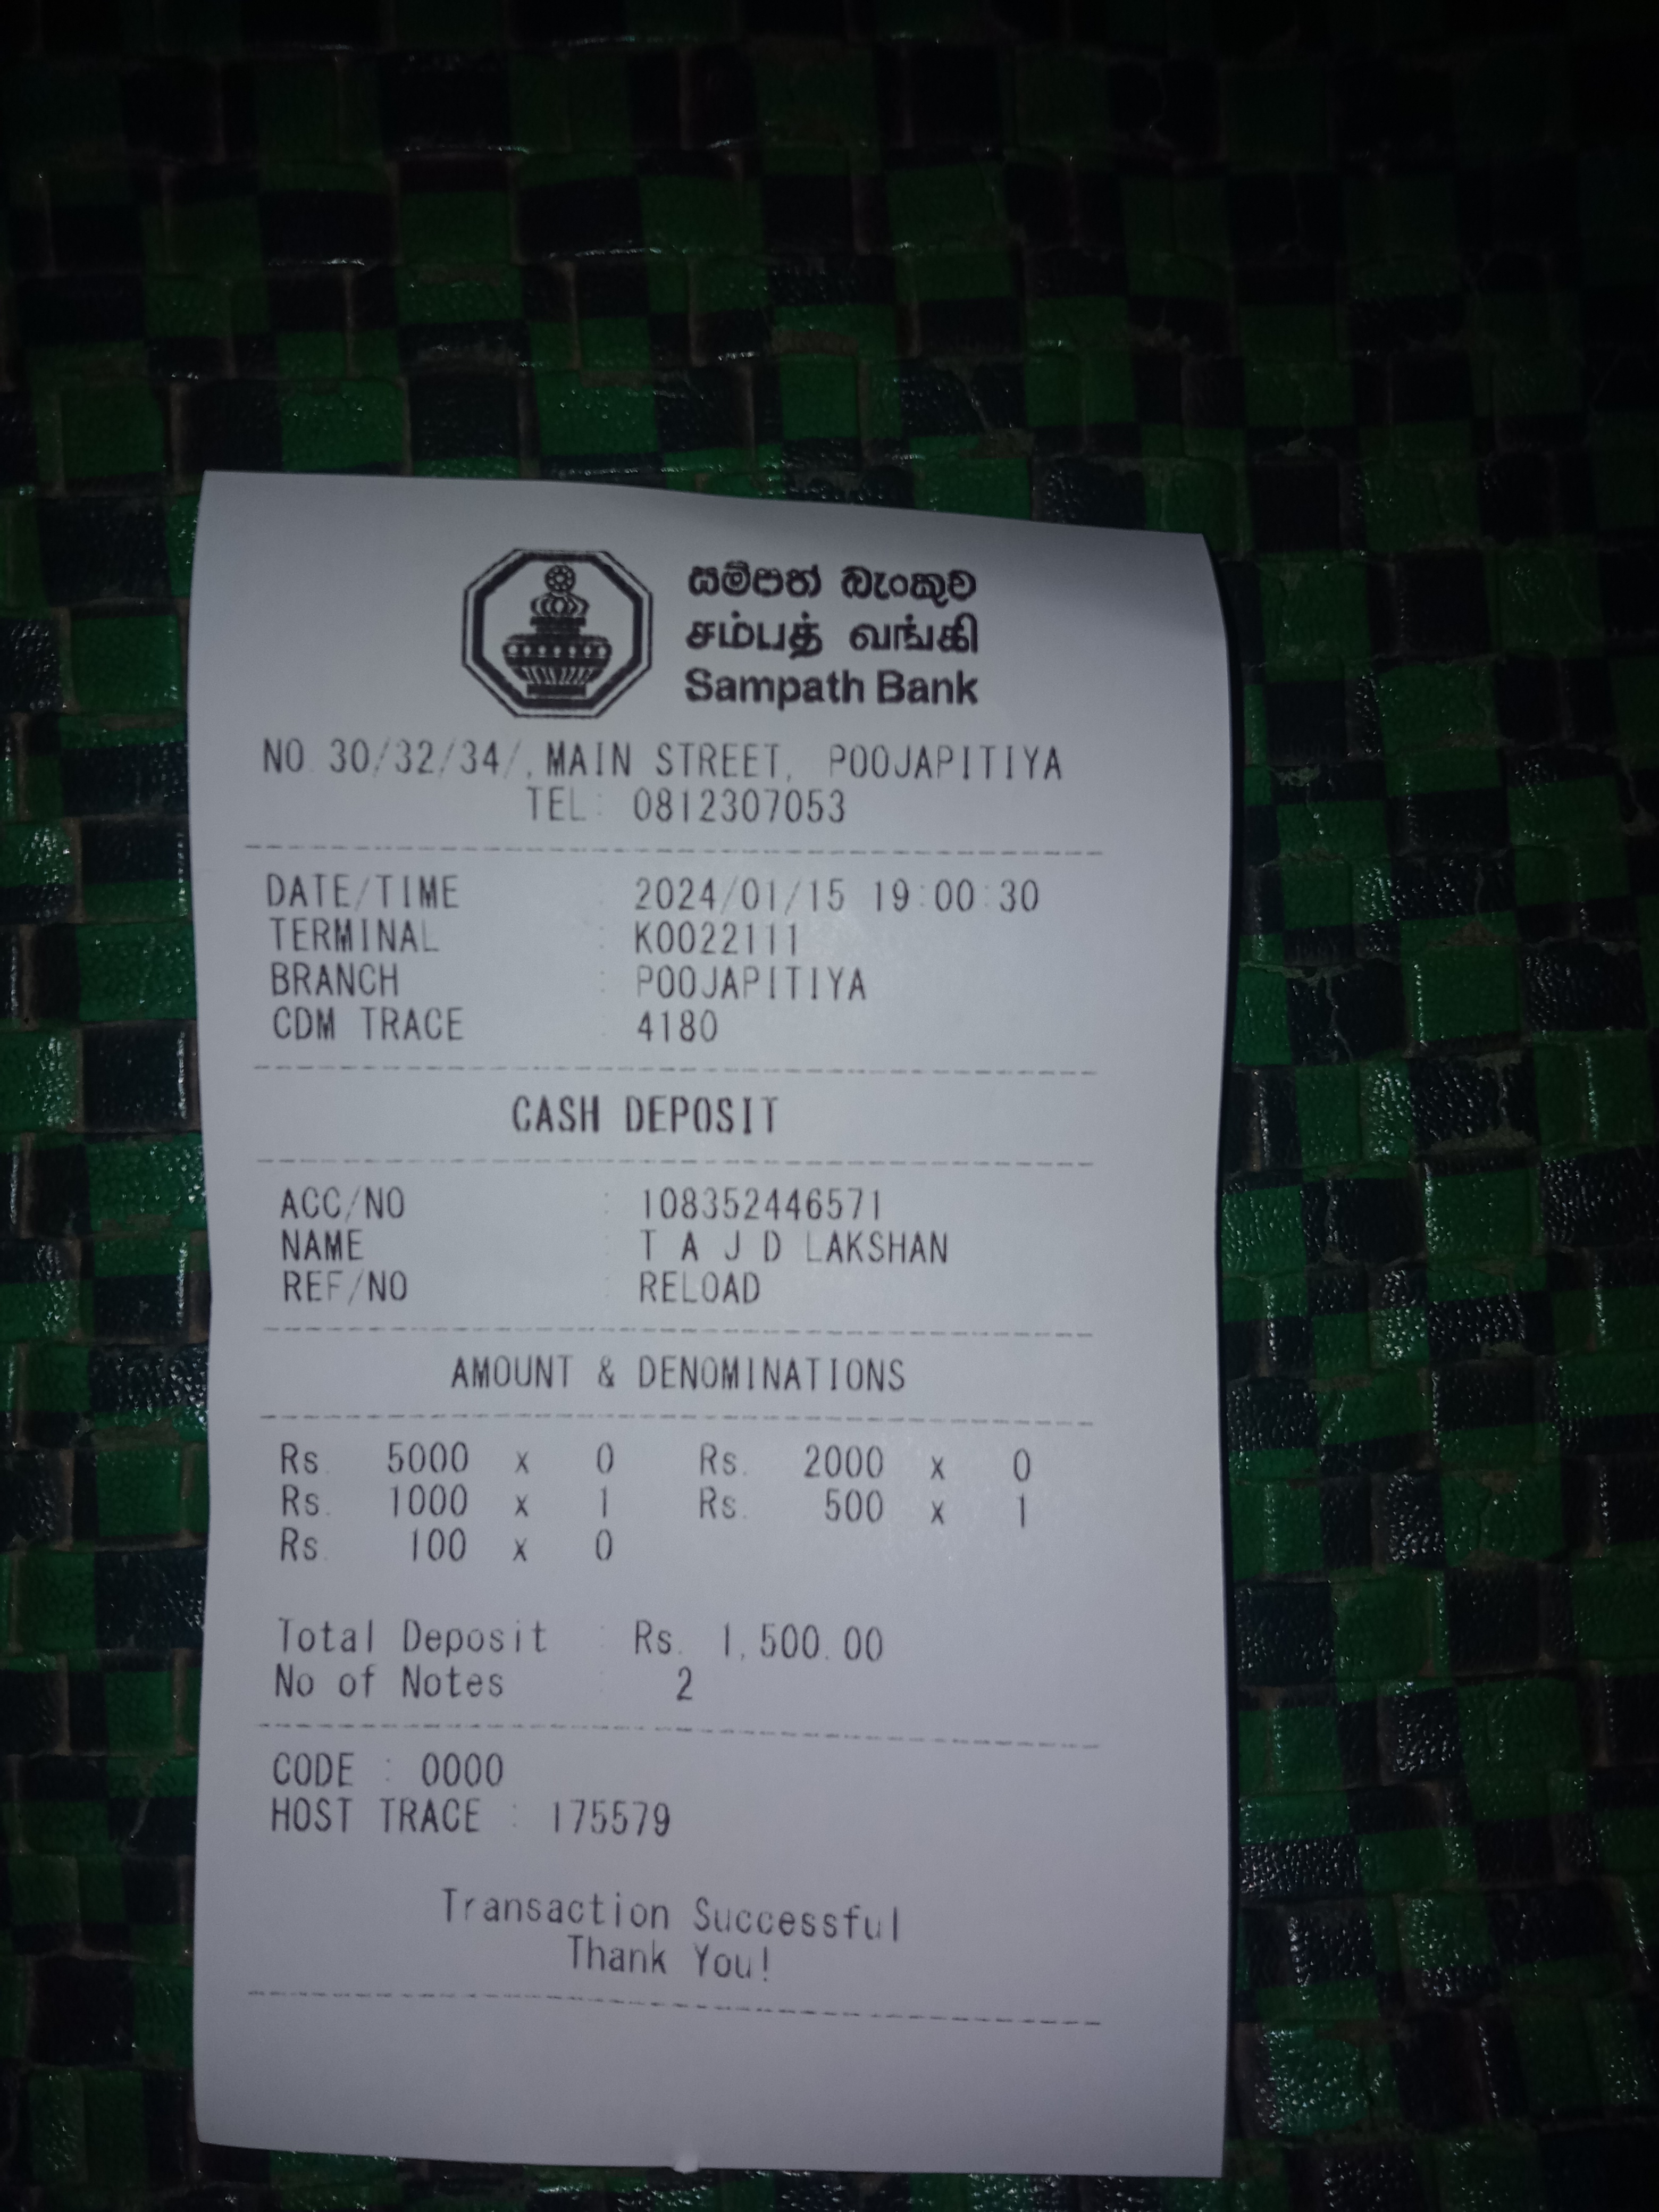 සම්පත් බැංකුව
சம்பத் வங்கி
Sampath Bank
NO 30/32/34/, MAIN STREET, POOJAPITIYA
TEL: 0812307053
DATE/TIME : 2024/01/15 19:00:30
TERMINAL : K0022111
BRANCH : POOJAPITIYA
CDM TRACE : 4180
CASH DEPOSIT
ACC/NO : 108352446571
NAME : T A J D LAKSHAN
REF/NO : RELOAD
AMOUNT & DENOMINATIONS
Rs. 5000 x 0 Rs. 2000 x 0
Rs. 1000 x 1 Rs. 500 x 1
Rs. 100 x 0
Total Deposit : Rs. 1,500.00
No of Notes : 2
CODE : 0000
HOST TRACE : 175579
Transaction Successful
Thank You!